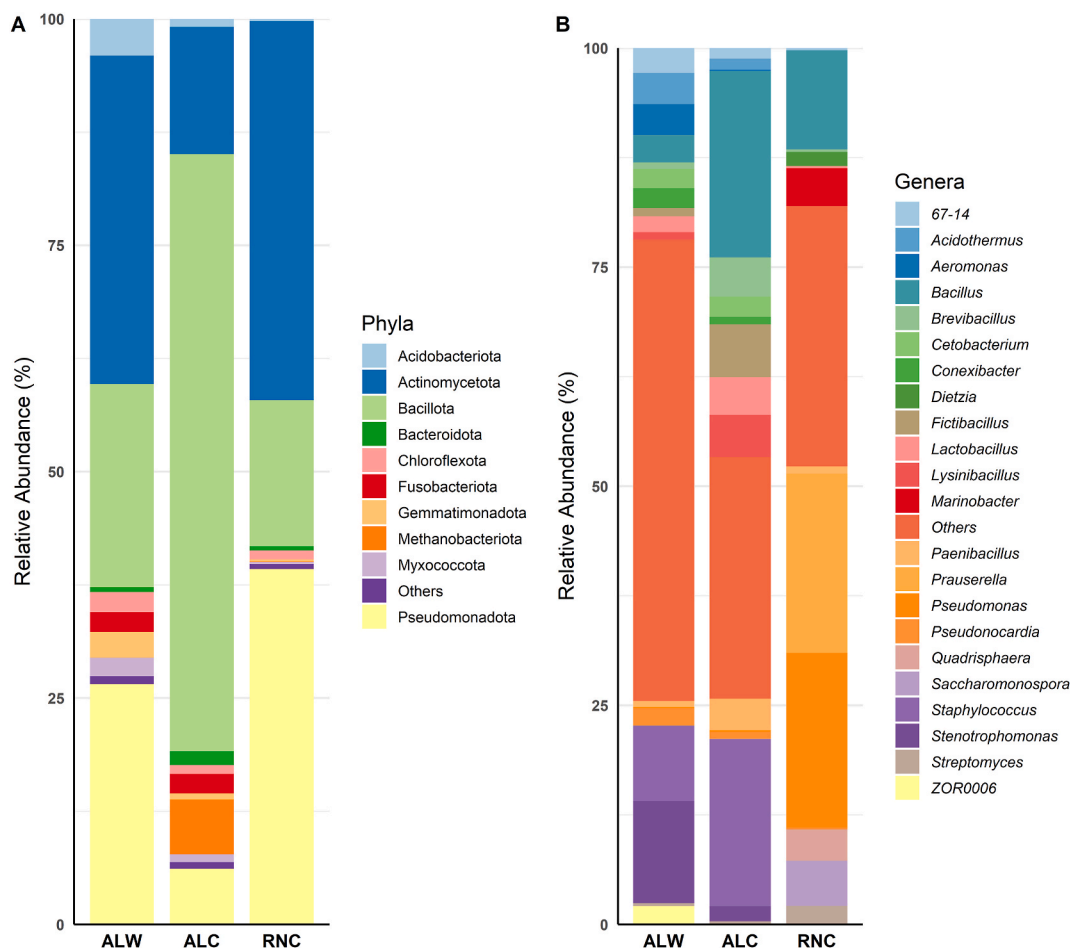 A
Relative Abundance (%)
100
75
50
25
0
ALW ALC RNC
Phyla
Acidobacteriota
Actinomycetota
Bacillota
Bacteroidota
Chloroflexota
Fusobacteriota
Gemmatimonadota
Methanobacteriota
Myxococcota
Others
Pseudomonadota
B
Relative Abundance (%)
100
75
50
25
0
ALW ALC RNC
Genera
67-14
Acidothermus
Aeromonas
Bacillus
Brevibacillus
Cetobacterium
Conexibacter
Dietzia
Fictibacillus
Lactobacillus
Lysinibacillus
Marinobacter
Others
Paenibacillus
Prauserella
Pseudomonas
Pseudonocardia
Quadrisphaera
Saccharomonospora
Staphylococcus
Stenotrophomonas
Streptomyces
ZOR0006